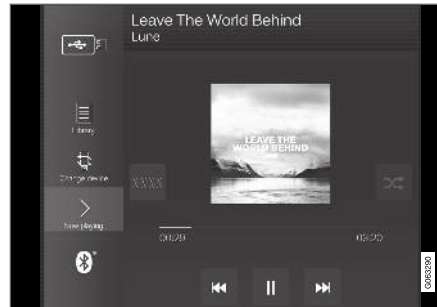 Leave The World Behind
Lune
Library
LEAVE THE
WORLD BEHIND
LUNE
Change device
XXXX
Now playing
00:29
03:20
G063290